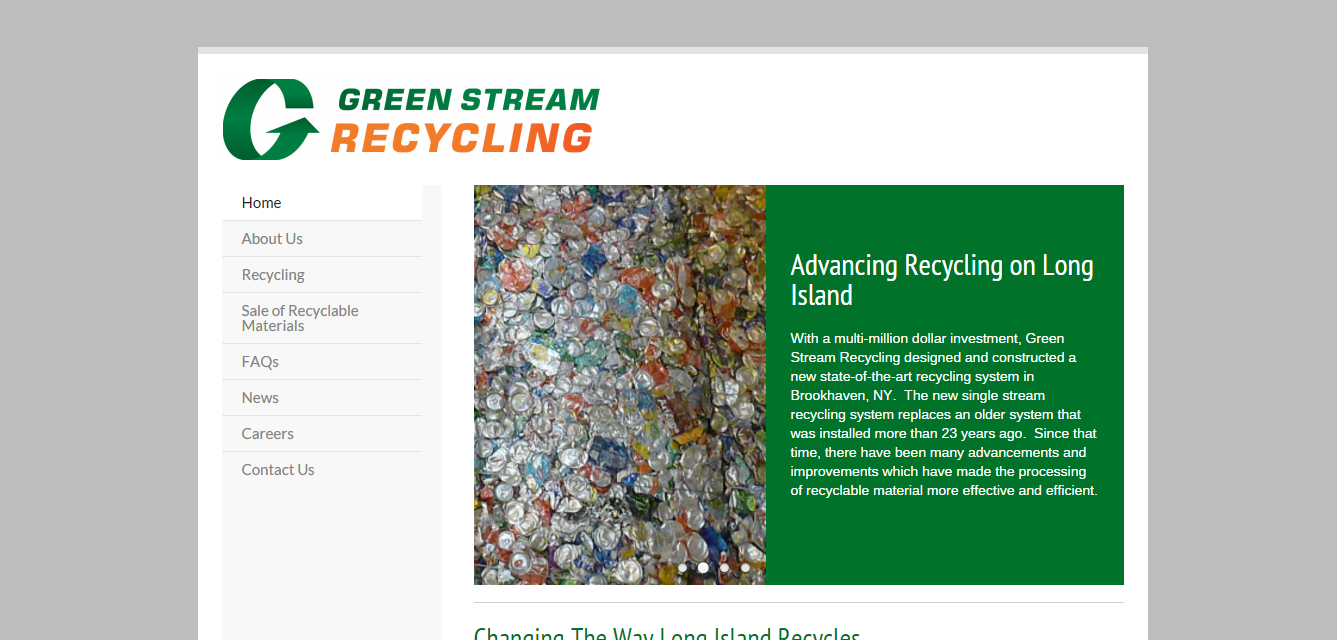 GREEN STREAM
RECYCLING
Home
About Us
Recycling
Sale of Recyclable
Materials
FAQs
News
Careers
Contact Us
Advancing Recycling on Long
Island
With a multi-million dollar investment, Green
Stream Recycling designed and constructed a
new state-of-the-art recycling system in
Brookhaven, NY.  The new single stream
recycling system replaces an older system that
was installed more than 23 years ago.  Since that
time, there have been many advancements and
improvements which have made the processing
of recyclable material more effective and efficient.
Changing The Way Long Island Recycles